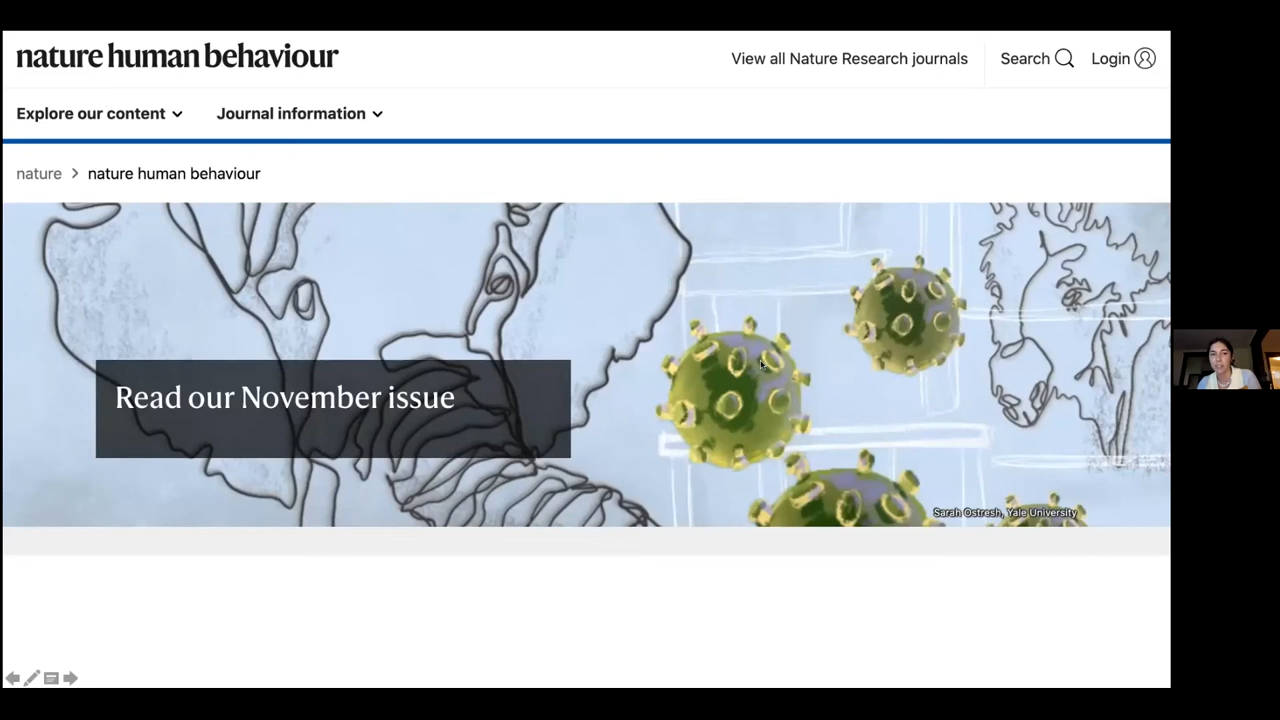 nature human behaviour
View all Nature Research journals
Search
Login
Explore our content
Journal information
nature > nature human behaviour
Read our November issue
Sarah Ostresh, Yale University